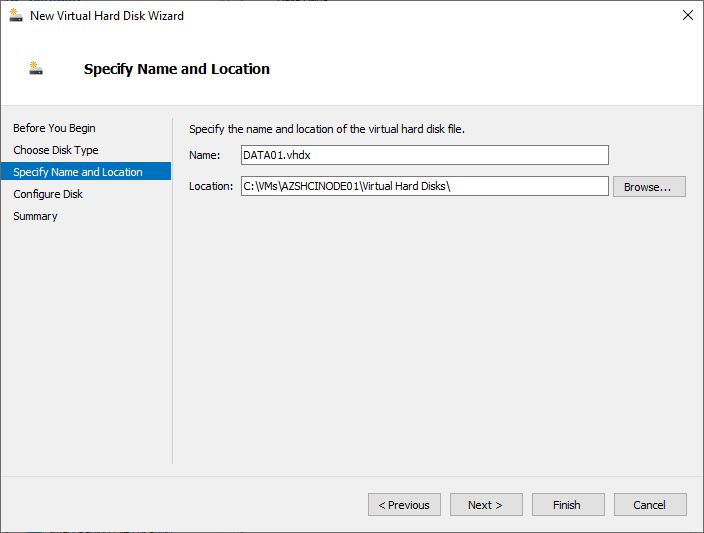 New Virtual Hard Disk Wizard
Specify Name and Location
Before You Begin
Choose Disk Type
Specify Name and Location
Configure Disk
Summary
Specify the name and location of the virtual hard disk file.
Name: DATA01.vhdx
Location: C:\VMs\AZSHCINODE01\Virtual Hard Disks\ Browse...
< Previous Next > Finish Cancel